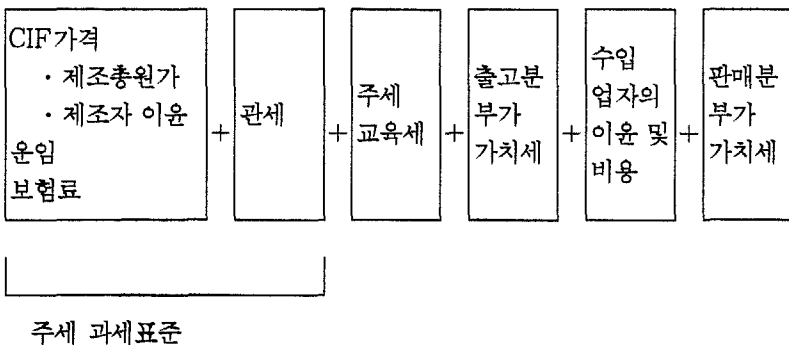 CIF가격
· 제조총원가
· 제조자 이윤
운임
보험료
+
관세
+
주세
교육세
+
출고분
부가
가치세
+
수입
업자의
이윤 및
비용
+
판매분
부가
가치세
주세 과세표준